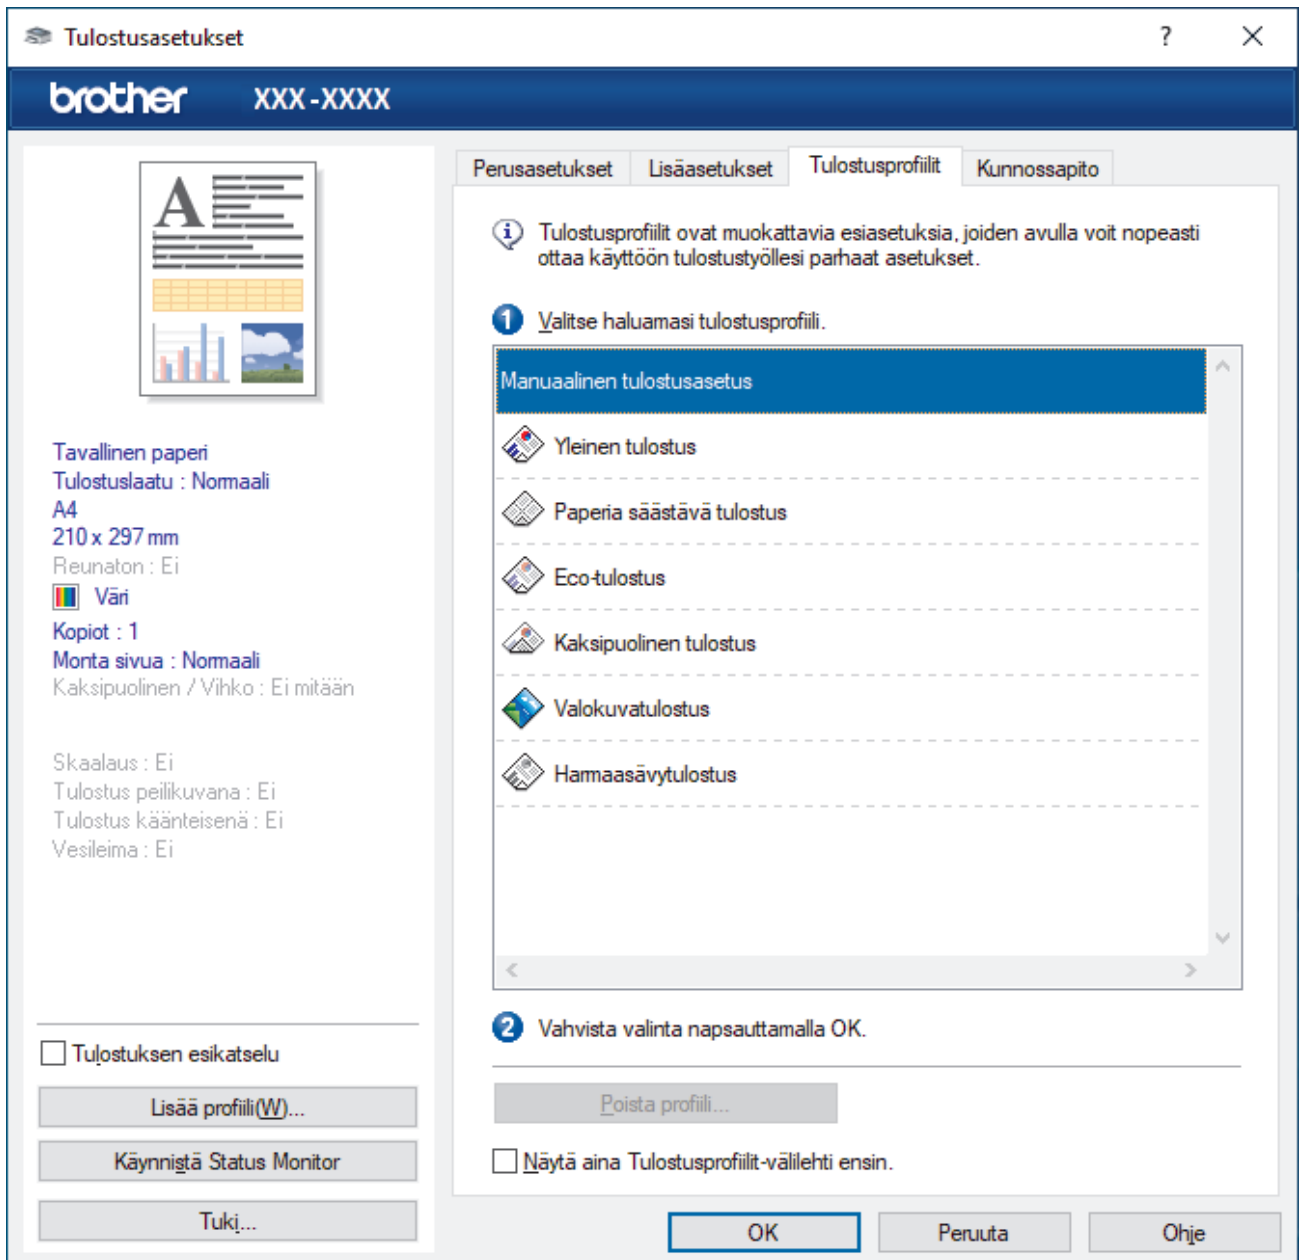 Tulostusasetukset
?
brother XXX-XXXX
A
Tavallinen paperi
Tulostuslaatu : Normaali
A4
210 x 297 mm
Reunaton : Ei
Väri
Kopiot : 1
Monta sivua : Normaali
Kaksipuolinen / Vihko : Ei mitään
Skaalaus : Ei
Tulostus peilikuvana : Ei
Tulostus käänteisenä : Ei
Vesileima : Ei
Tulostuksen esikatselu
Lisää profiili(W)...
Käynnistä Status Monitor
Tuki...
Perusasetukset
Lisäasetukset
Tulostusprofiilit
Kunnossapito
Tulostusprofiilit ovat muokattavia esiasetuksia, joiden avulla voit nopeasti
ottaa käyttöön tulostustyöllesi parhaat asetukset.
1 Valitse haluamasi tulostusprofiili.
Manuaalinen tulostusasetus
Yleinen tulostus
Paperia säästävä tulostus
Eco-tulostus
Kaksipuolinen tulostus
Valokuvatulostus
Harmaasävytulostus
2 Vahvista valinta napsauttamalla OK.
Poista profiili...
Näytä aina Tulostusprofiilit-välilehti ensin.
OK
Peruuta
Ohje